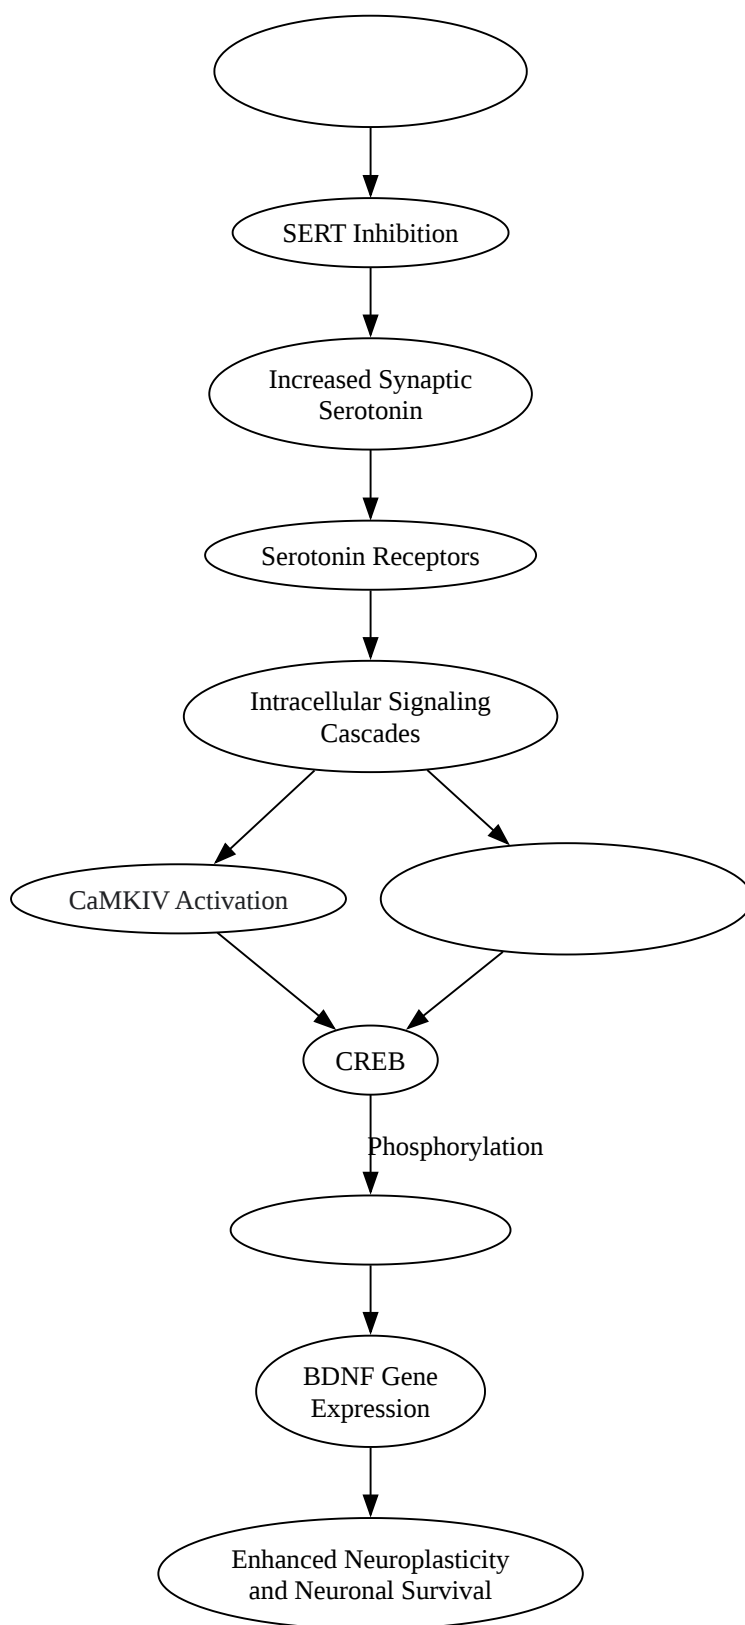 SERT Inhibition
Increased Synaptic
Serotonin
Serotonin Receptors
Intracellular Signaling
Cascades
CaMKIV Activation
CREB
Phosphorylation
BDNF Gene
Expression
Enhanced Neuroplasticity
and Neuronal Survival